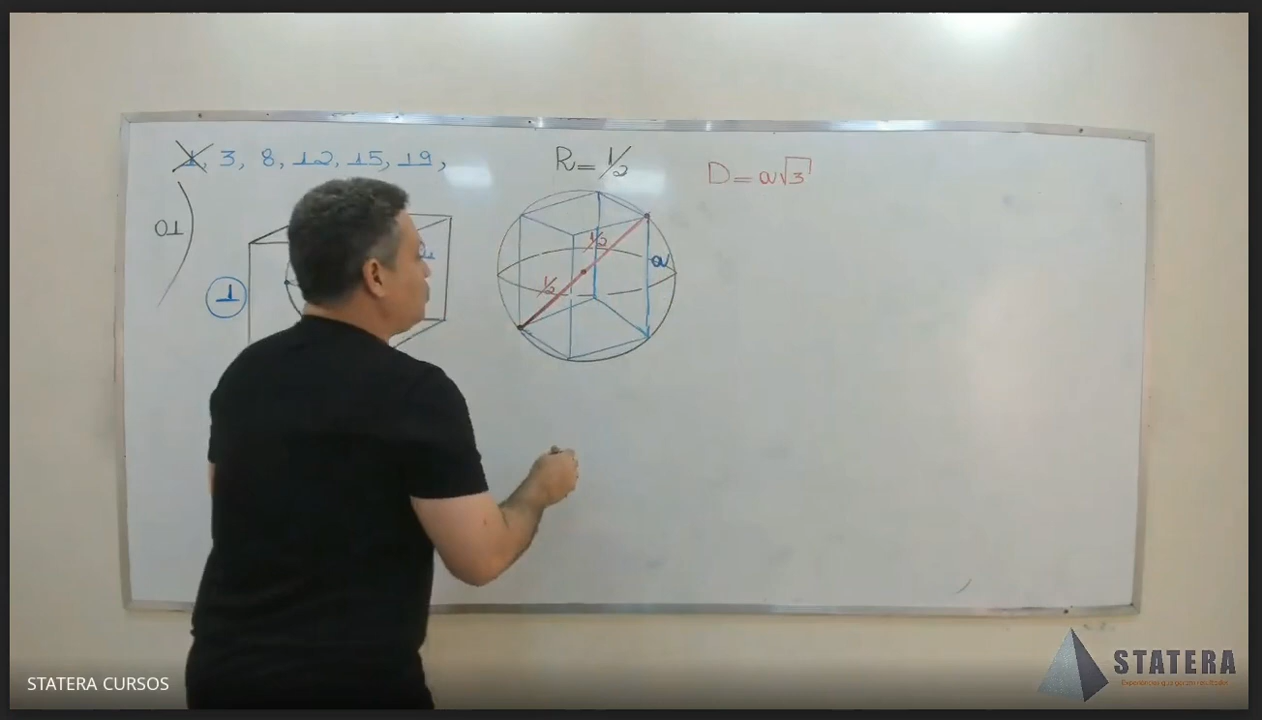 1, 3, 8, 12, 15, 19,
R = 1/2
D = a√3
01)
1
1/2
1/2
a
STATERA CURSOS
STATERA